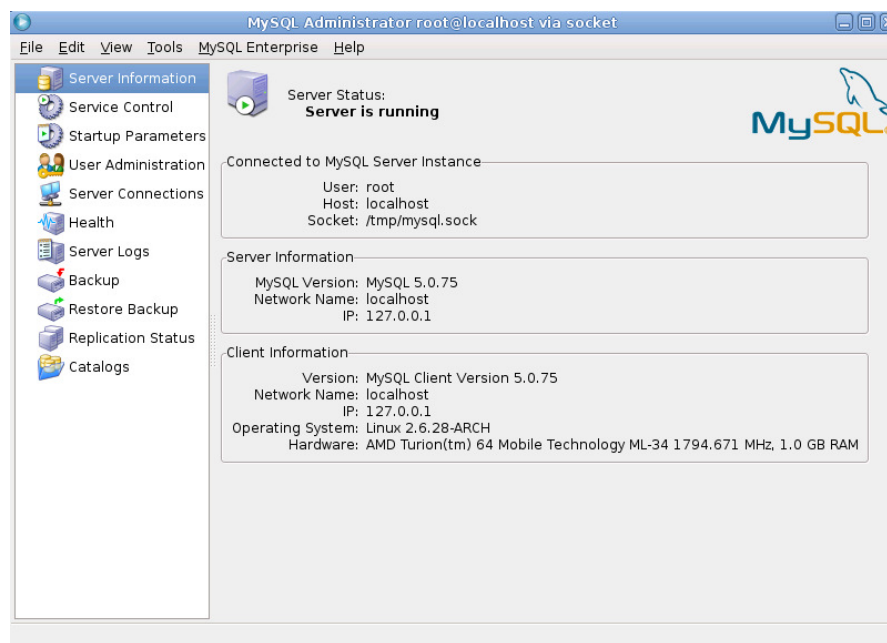 MySQL Administrator root@localhost via socket
File Edit View Tools MySQL Enterprise Help
Server Information
Service Control
Startup Parameters
User Administration
Server Connections
Health
Server Logs
Backup
Restore Backup
Replication Status
Catalogs
Server Status:
Server is running
MySQL
Connected to MySQL Server Instance
User: root
Host: localhost
Socket: /tmp/mysql.sock
Server Information
MySQL Version: MySQL 5.0.75
Network Name: localhost
IP: 127.0.0.1
Client Information
Version: MySQL Client Version 5.0.75
Network Name: localhost
IP: 127.0.0.1
Operating System: Linux 2.6.28-ARCH
Hardware: AMD Turion(tm) 64 Mobile Technology ML-34 1794.671 MHz, 1.0 GB RAM